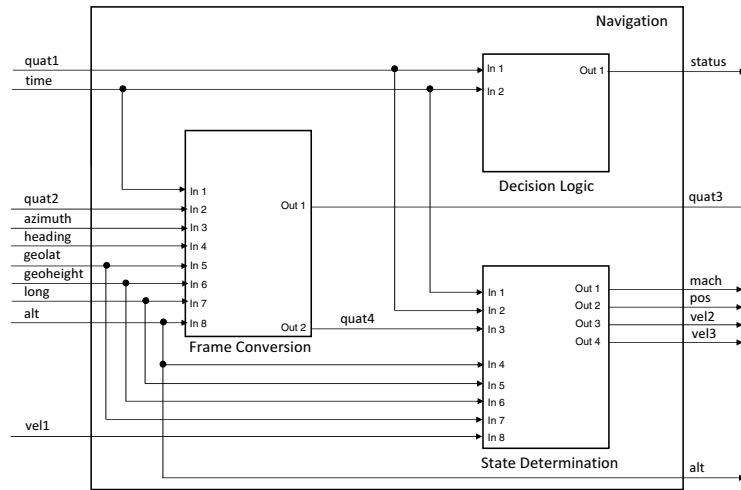 Navigation
quat1
time
In 1
In 2
Out 1
status
Decision Logic
quat2
azimuth
heading
geolat
geoheight
long
alt
In 1
In 2
In 3
In 4
In 5
In 6
In 7
In 8
Out 1
Out 2
quat3
quat4
Frame Conversion
In 1
In 2
In 3
In 4
In 5
In 6
In 7
In 8
Out 1
Out 2
Out 3
Out 4
mach
pos
vel2
vel3
vel1
State Determination
alt